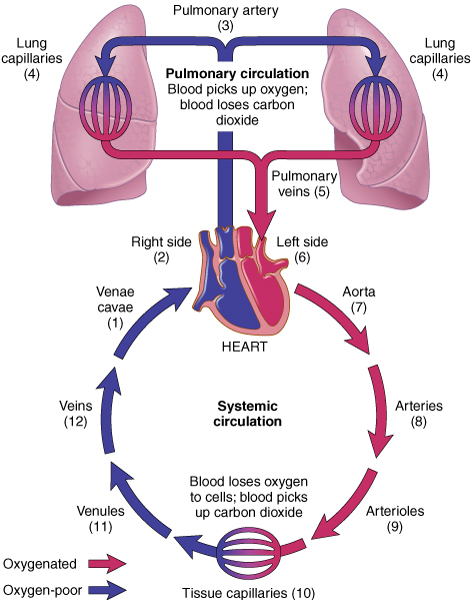 Pulmonary artery
(3)
Lung
capillaries
(4)
Lung
capillaries
(4)
Pulmonary circulation
Blood picks up oxygen;
blood loses carbon
dioxide
Pulmonary
veins (5)
Right side
(2)
Left side
(6)
Venae
cavae
(1)
Aorta
(7)
HEART
Veins
(12)
Systemic
circulation
Arteries
(8)
Blood loses oxygen
to cells; blood picks
up carbon dioxide
Venules
(11)
Arterioles
(9)
Oxygenated
Oxygen-poor
Tissue capillaries (10)